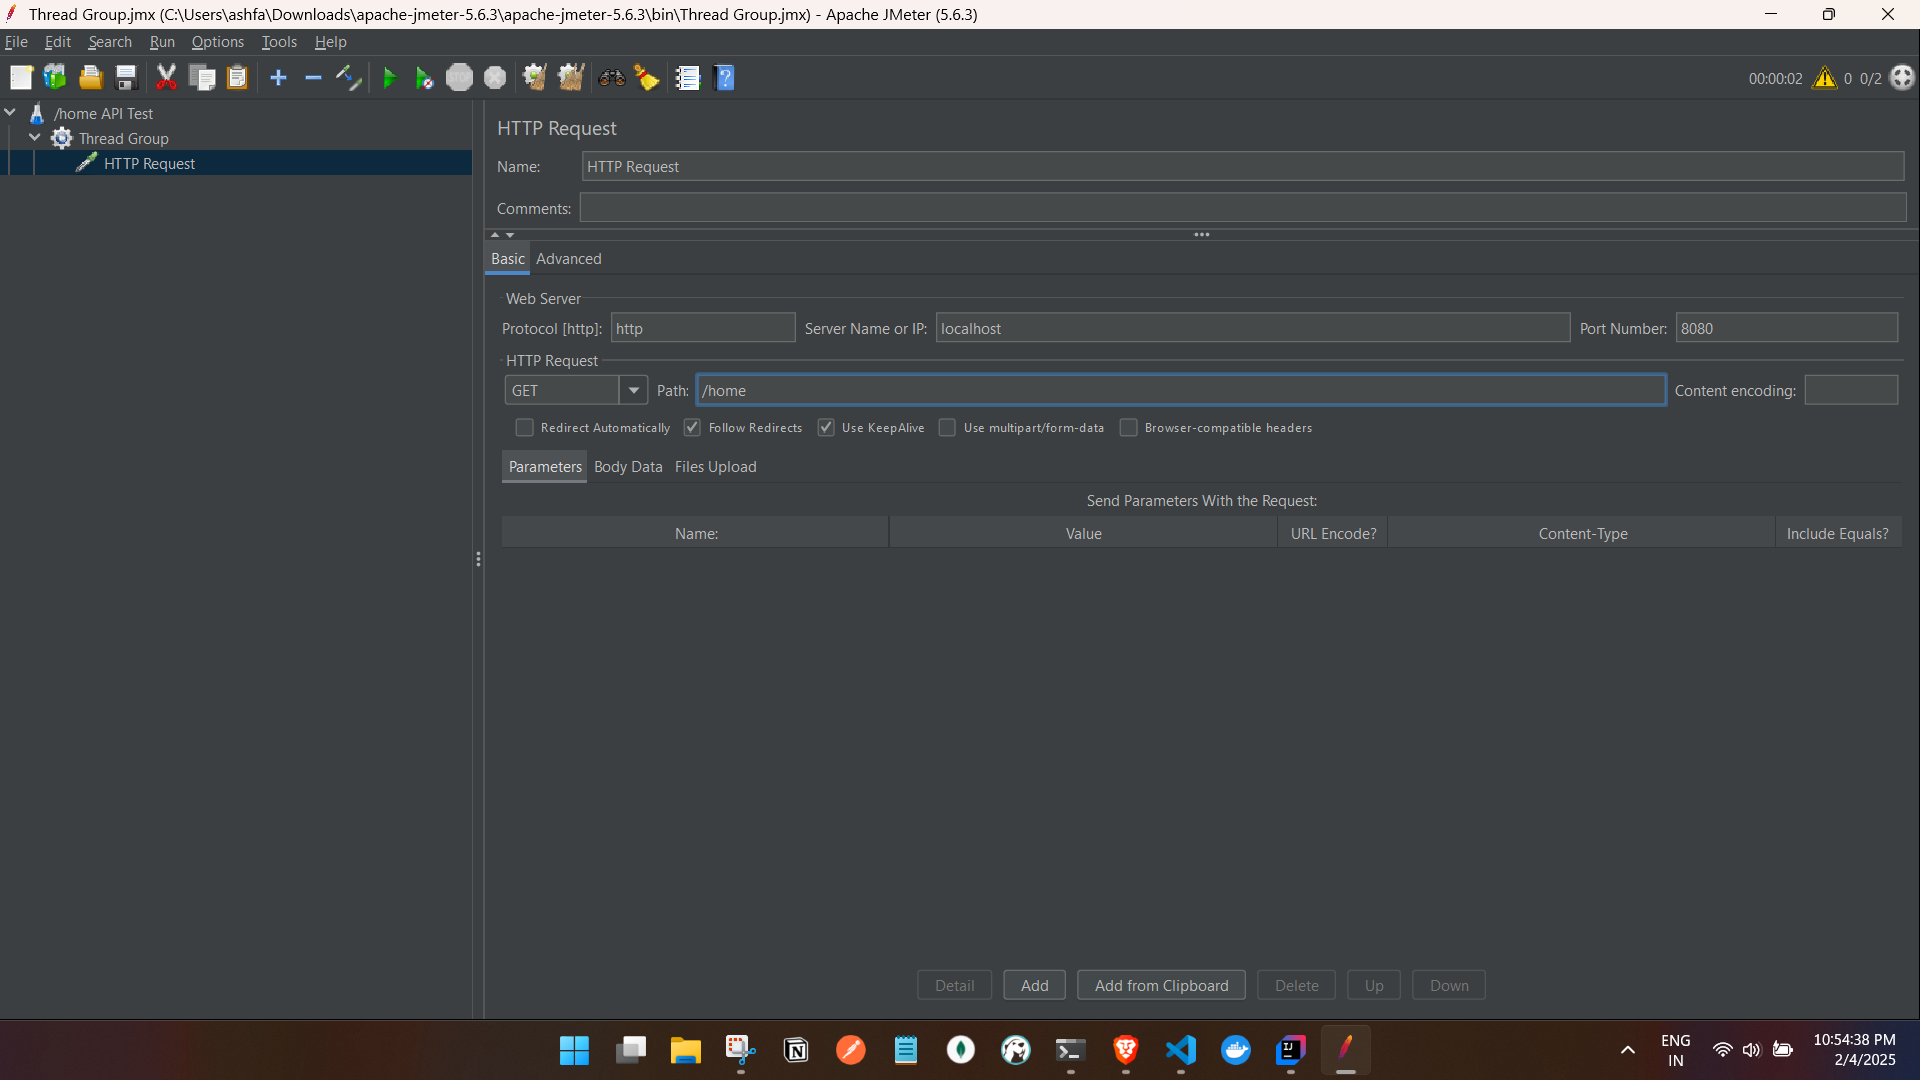 Thread Group.jmx (C:\Users\ashfa\Downloads\apache-jmeter-5.6.3\apache-jmeter-5.6.3\bin\Thread Group.jmx) - Apache JMeter (5.6.3)
File Edit Search Run Options Tools Help
STOP
?
00:00:02 0 0/2
/home API Test
Thread Group
HTTP Request
HTTP Request
Name: HTTP Request
Comments:
Basic Advanced
Web Server
Protocol [http]: http Server Name or IP: localhost Port Number: 8080
HTTP Request
GET Path: /home Content encoding:
Redirect Automatically Follow Redirects Use KeepAlive Use multipart/form-data Browser-compatible headers
Parameters Body Data Files Upload
Send Parameters With the Request:
Name: Value URL Encode? Content-Type Include Equals?
Detail Add Add from Clipboard Delete Up Down
ENG
IN
10:54:38 PM
2/4/2025